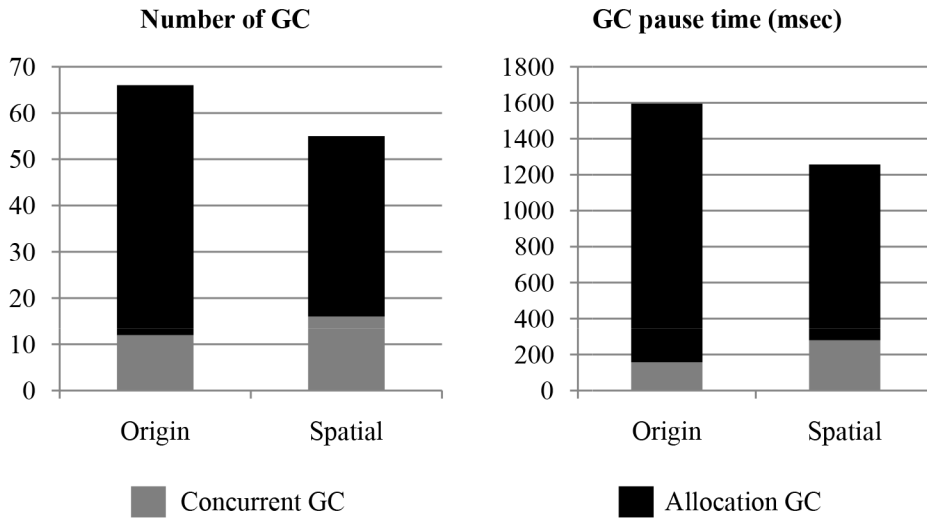 Number of GC
70
60
50
40
30
20
10
0
Origin
Spatial
GC pause time (msec)
1800
1600
1400
1200
1000
800
600
400
200
0
Origin
Spatial
Concurrent GC
Allocation GC